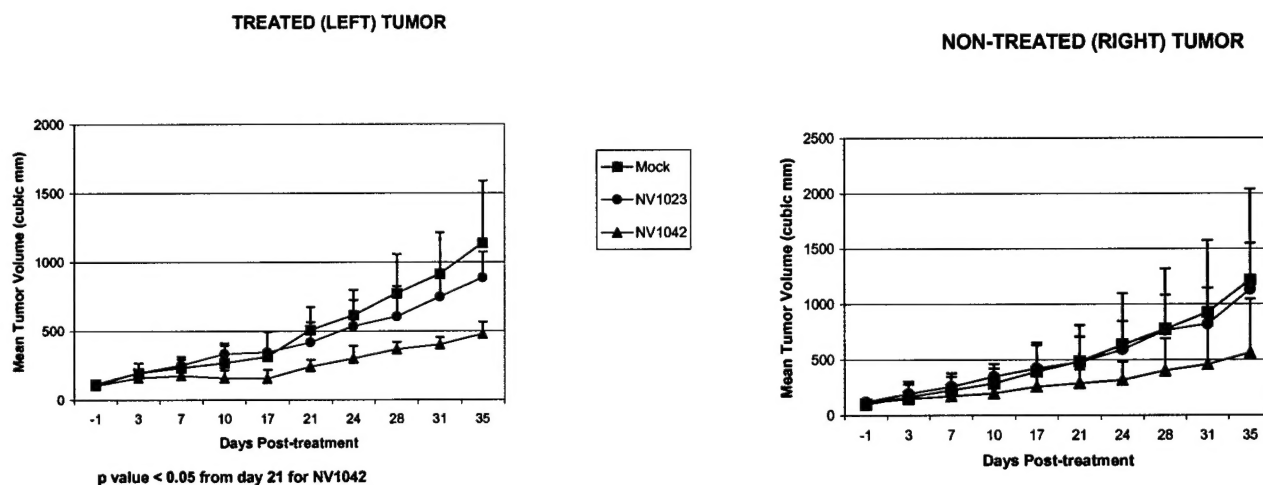 TREATED (LEFT) TUMOR
2000
1500
1000
500
0
Mean Tumor Volume (cubic mm)
-1 3 7 10 17 21 24 28 31 35
Days Post-treatment
p value < 0.05 from day 21 for NV1042
Mock
NV1023
NV1042
NON-TREATED (RIGHT) TUMOR
2500
2000
1500
1000
500
0
Mean Tumor Volume (cubic mm)
-1 3 7 10 17 21 24 28 31 35
Days Post-treatment